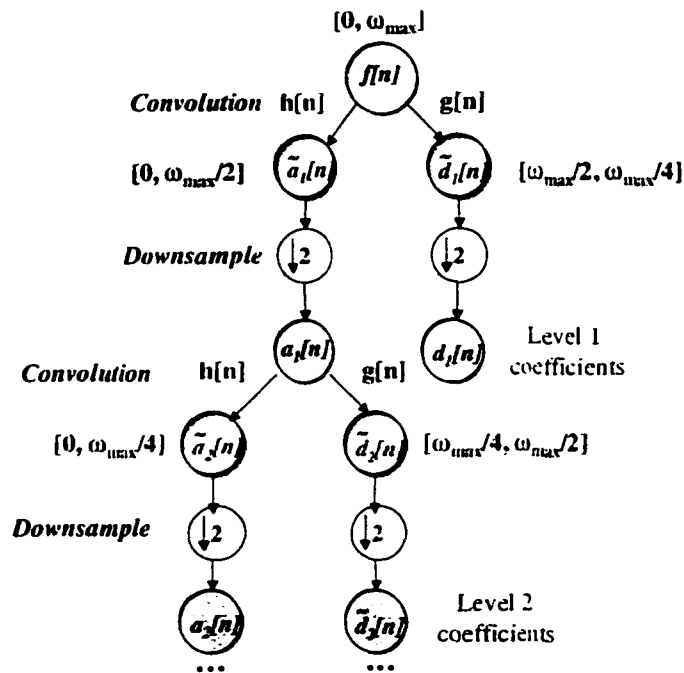 [0, ω_max]
f[n]
Convolution h[n] g[n]
[0, ω_max/2] ã_1[n] d̃_1[n] [ω_max/2, ω_max/4]
Downsample ↓2 ↓2
a_1[n] d_1[n] Level 1
coefficients
Convolution h[n] g[n]
[0, ω_max/4] ã_2[n] d̃_2[n] [ω_max/4, ω_max/2]
Downsample ↓2 ↓2
a_2[n] d̃_2[n] Level 2
coefficients
... ...